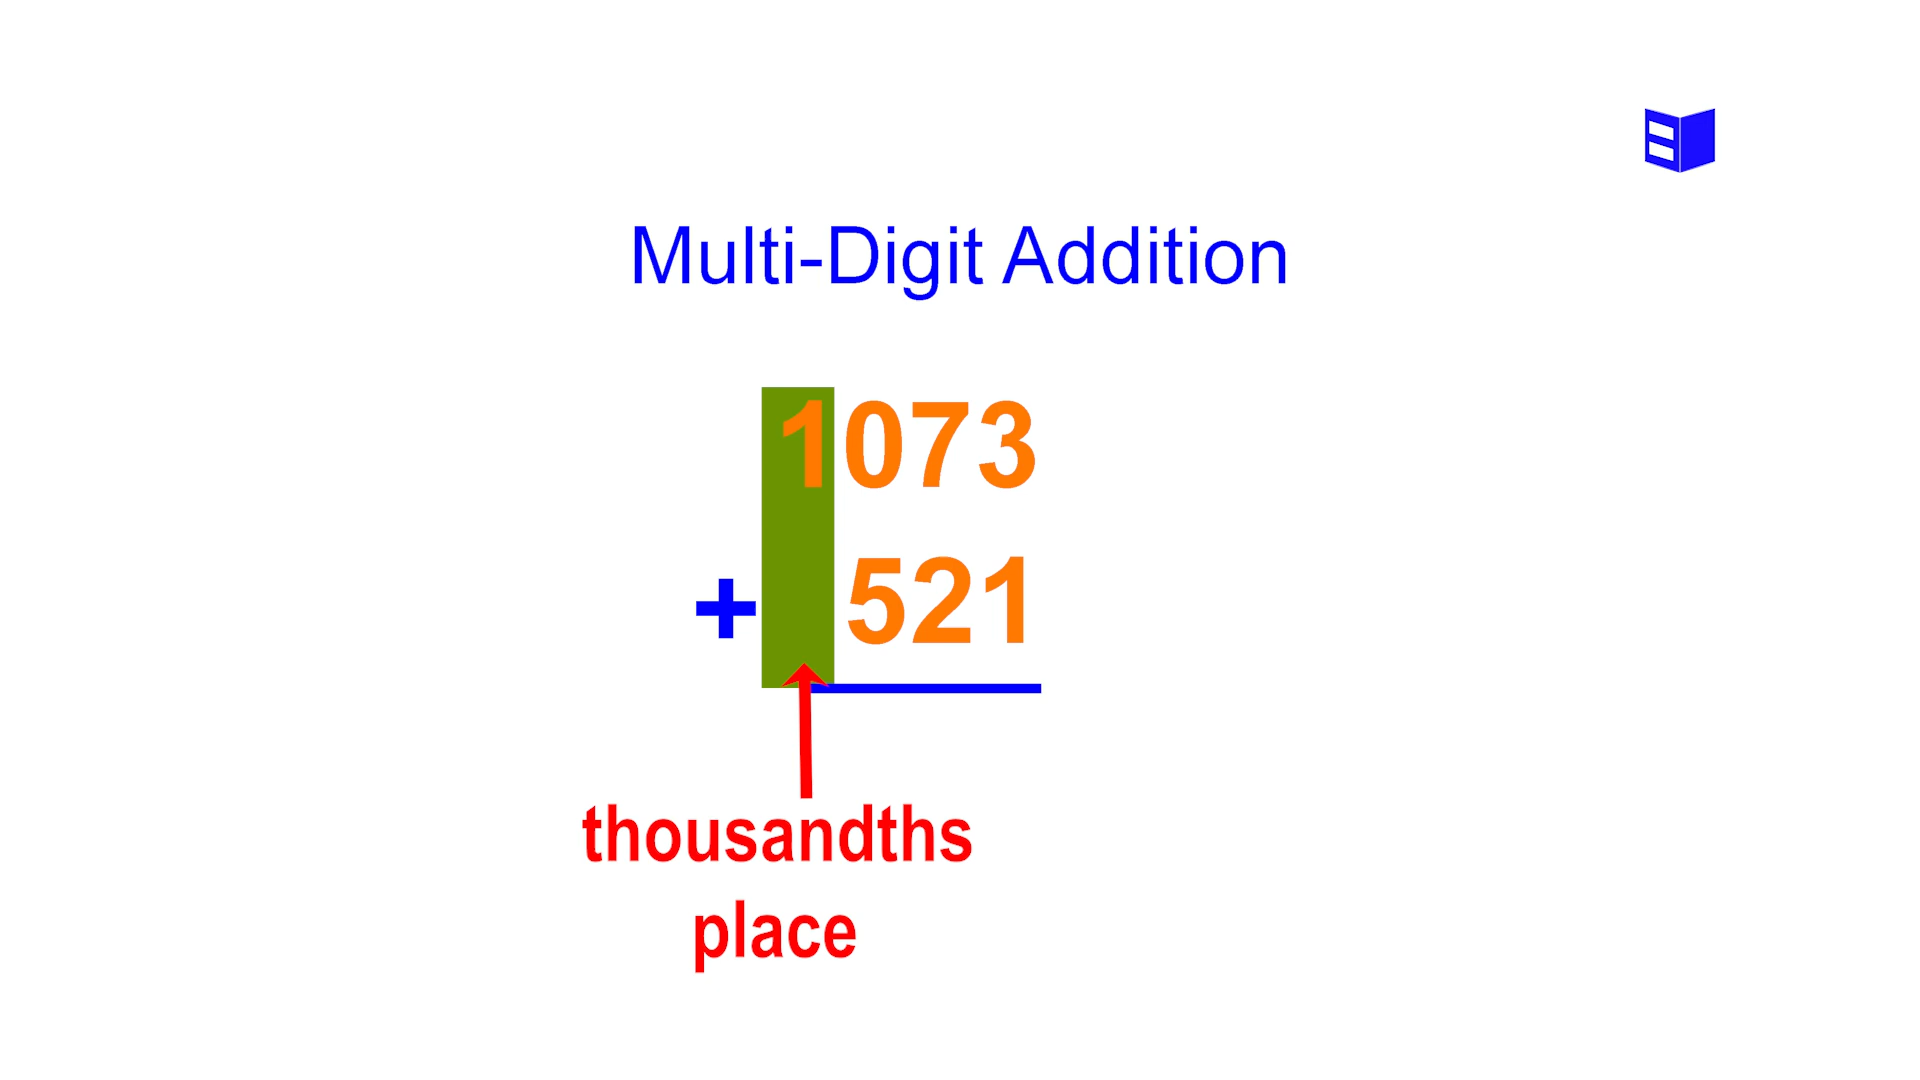 Multi-Digit Addition
1073
+ 521
thousandths
place